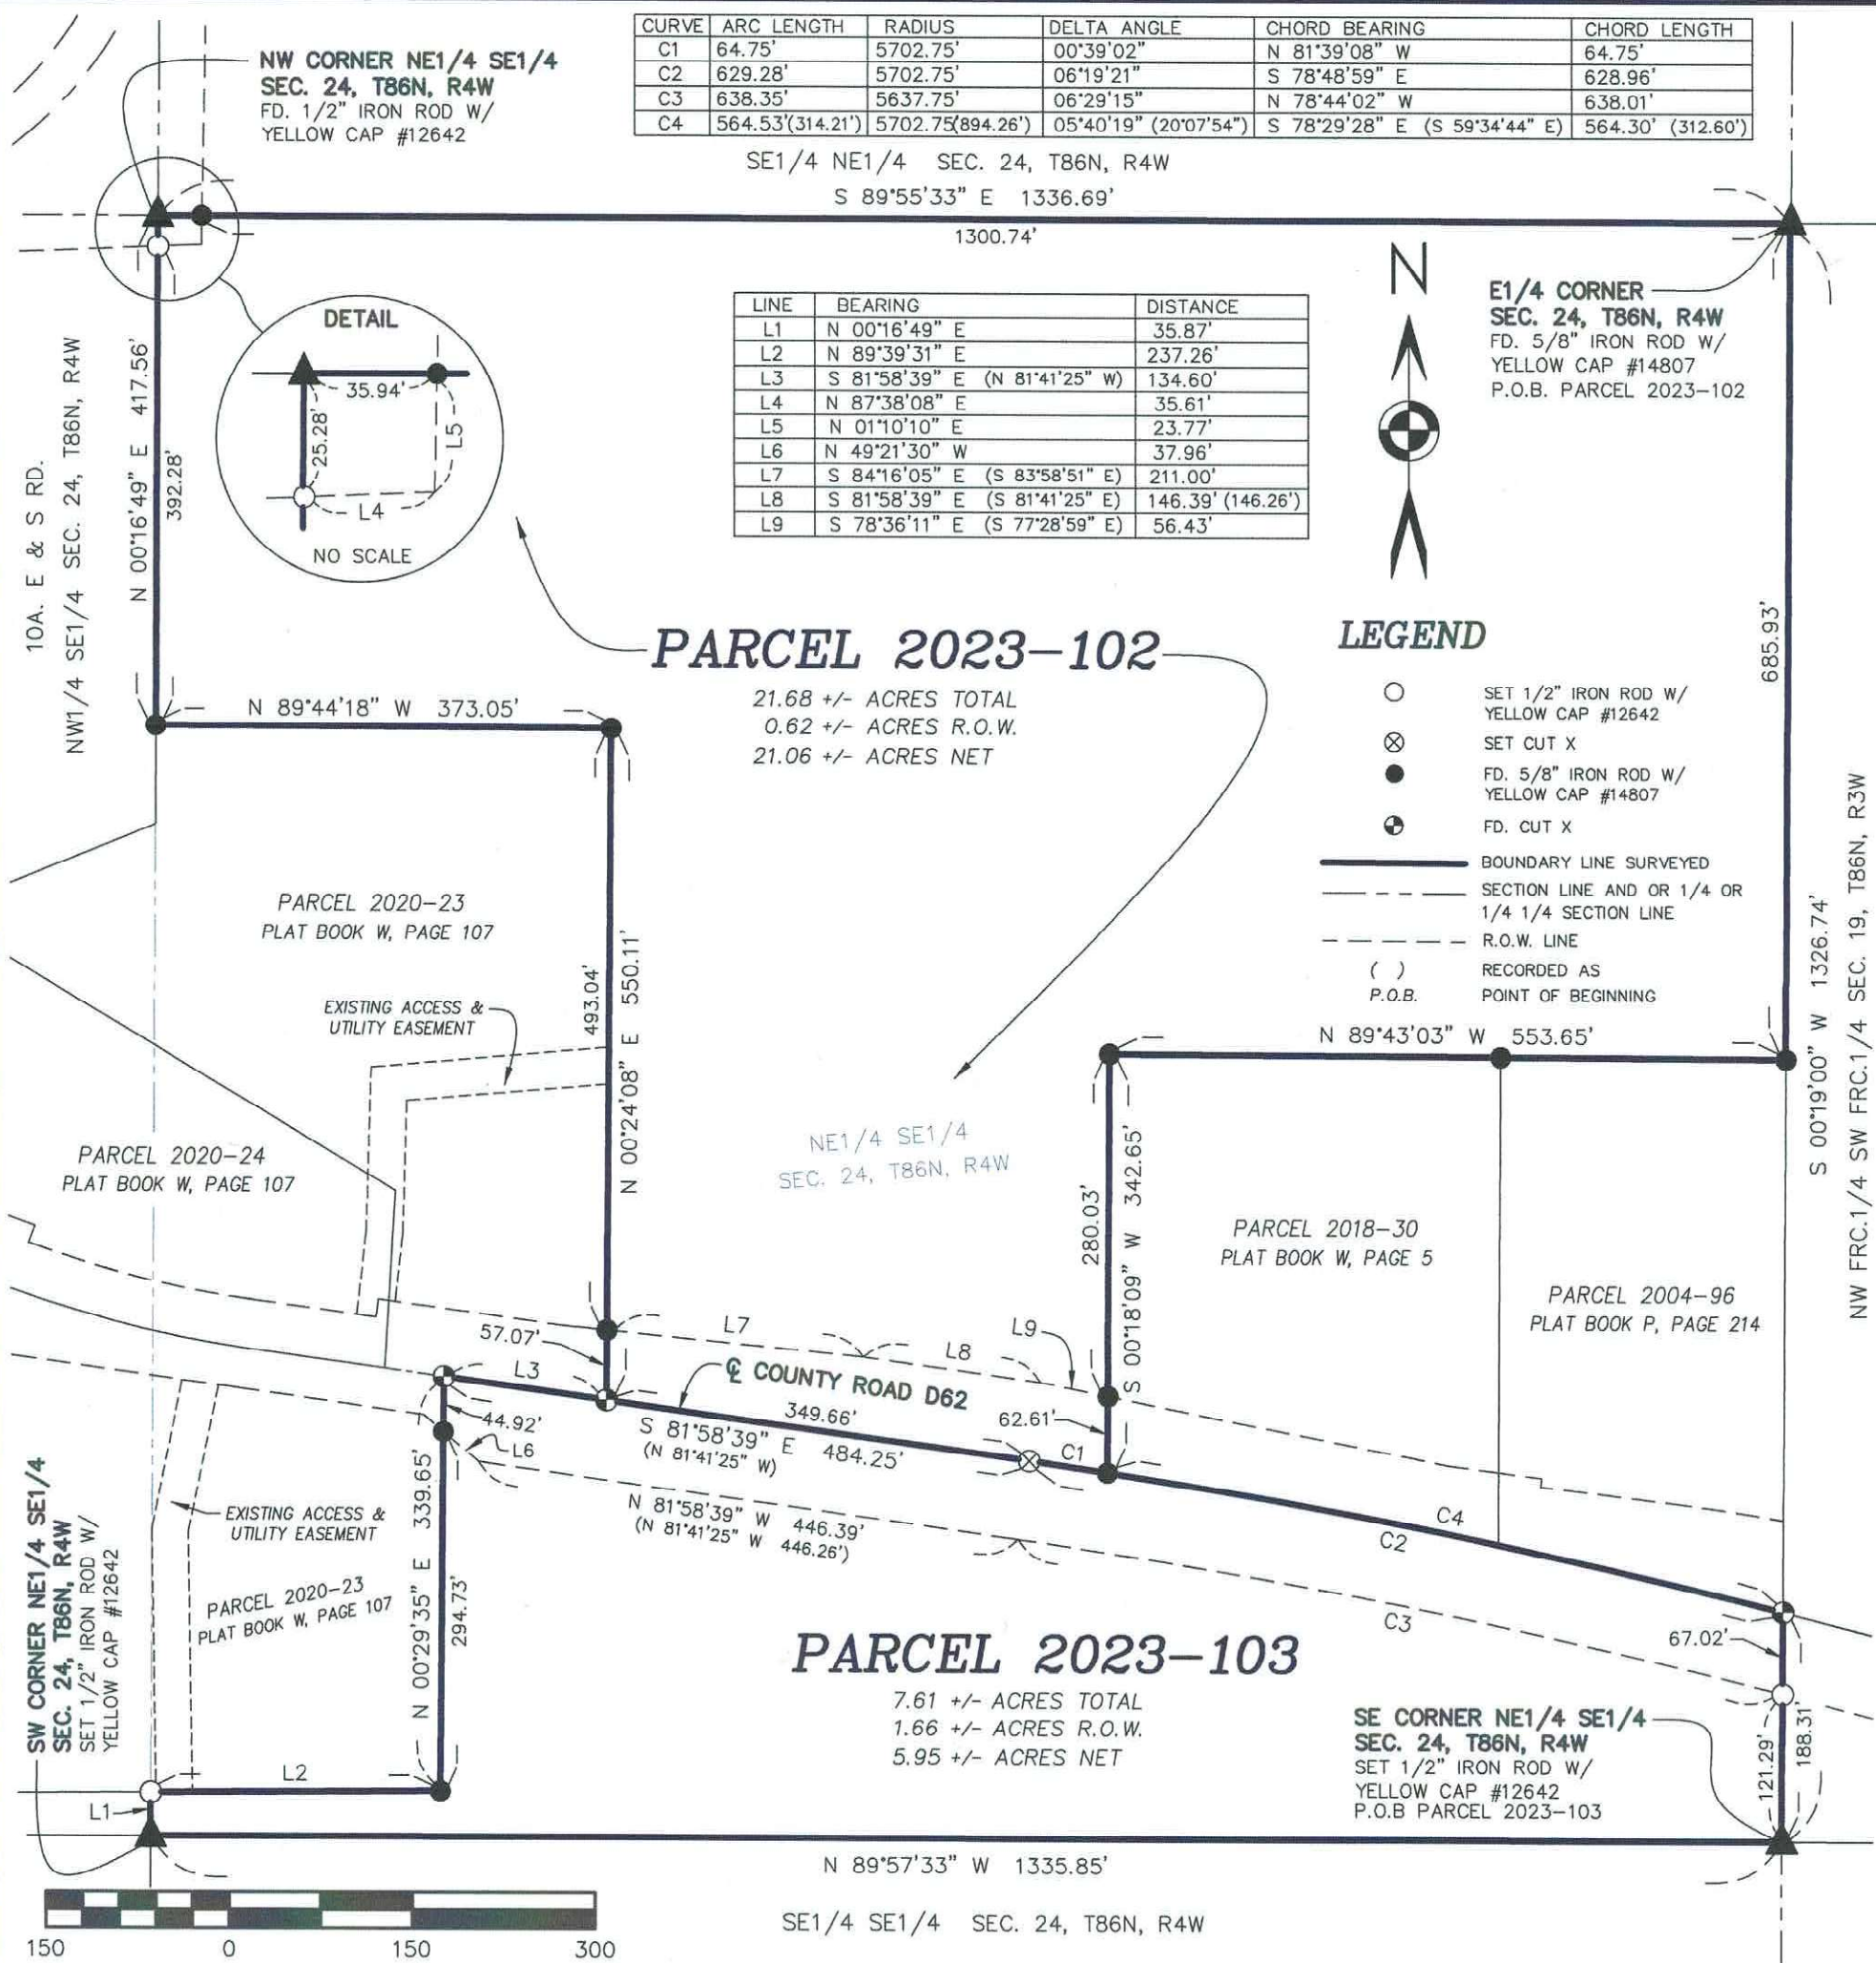 CURVE ARC LENGTH RADIUS DELTA ANGLE CHORD BEARING CHORD LENGTH
C1 64.75' 5702.75' 00°39'02" N 81°39'08" W 64.75'
C2 629.28' 5702.75' 06°19'21" S 78°48'59" E 628.96'
C3 638.35' 5637.75' 06°29'15" N 78°44'02" W 638.01'
C4 564.53'(314.21') 5702.75'(894.26') 05°40'19" (20°07'54") S 78°29'28" E (S 59°34'44" E) 564.30' (312.60')
NW CORNER NE1/4 SE1/4
SEC. 24, T86N, R4W
FD. 1/2" IRON ROD W/
YELLOW CAP #12642
SE1/4 NE1/4 SEC. 24, T86N, R4W
S 89°55'33" E 1336.69'
1300.74'
LINE BEARING DISTANCE
L1 N 00°16'49" E 35.87'
L2 N 89°39'31" E 237.26'
L3 S 81°58'39" E (N 81°41'25" W) 134.60'
L4 N 87°38'08" E 35.61'
L5 N 01°10'10" E 23.77'
L6 N 49°21'30" W 37.96'
L7 S 84°16'05" E (S 83°58'51" E) 211.00'
L8 S 81°58'39" E (S 81°41'25" E) 146.39' (146.26')
L9 S 78°36'11" E (S 77°28'59" E) 56.43'
N
E1/4 CORNER
SEC. 24, T86N, R4W
FD. 5/8" IRON ROD W/
YELLOW CAP #14807
P.O.B. PARCEL 2023-102
DETAIL
35.94'
25.28'
L5
L4
NO SCALE
10A. E & S RD.
NW1/4 SE1/4 SEC. 24, T86N, R4W
N 00°16'49" E 417.56'
392.28'
PARCEL 2023-102
21.68 +/- ACRES TOTAL
0.62 +/- ACRES R.O.W.
21.06 +/- ACRES NET
685.93'
LEGEND
SET 1/2" IRON ROD W/
YELLOW CAP #12642
SET CUT X
FD. 5/8" IRON ROD W/
YELLOW CAP #14807
FD. CUT X
BOUNDARY LINE SURVEYED
SECTION LINE AND OR 1/4 OR
1/4 1/4 SECTION LINE
R.O.W. LINE
( ) RECORDED AS
P.O.B. POINT OF BEGINNING
N 89°44'18" W 373.05'
PARCEL 2020-23
PLAT BOOK W, PAGE 107
493.04'
N 00°24'08" E 550.11'
EXISTING ACCESS &
UTILITY EASEMENT
PARCEL 2020-24
PLAT BOOK W, PAGE 107
NE1/4 SE1/4
SEC. 24, T86N, R4W
N 89°43'03" W 553.65'
S 00°19'00" W 1326.74'
NW FRC.1/4 SW FRC.1/4 SEC. 19, T86N, R3W
280.03'
S 00°18'09" W 342.65'
PARCEL 2018-30
PLAT BOOK W, PAGE 5
PARCEL 2004-96
PLAT BOOK P, PAGE 214
57.07'
L3
L7
L8
L9
℄ COUNTY ROAD D62
349.66'
S 81°58'39" E 484.25'
(N 81°41'25" W)
62.61'
C1
44.92'
L6
N 81°58'39" W 446.39'
(N 81°41'25" W 446.26')
C4
C2
C3
EXISTING ACCESS &
UTILITY EASEMENT
PARCEL 2020-23
PLAT BOOK W, PAGE 107
N 00°29'35" E 339.65'
294.73'
SW CORNER NE1/4 SE1/4
SEC. 24, T86N, R4W
SET 1/2" IRON ROD W/
YELLOW CAP #12642
PARCEL 2023-103
7.61 +/- ACRES TOTAL
1.66 +/- ACRES R.O.W.
5.95 +/- ACRES NET
67.02'
SE CORNER NE1/4 SE1/4
SEC. 24, T86N, R4W
SET 1/2" IRON ROD W/
YELLOW CAP #12642
P.O.B PARCEL 2023-103
121.29'
188.31'
L2
L1
N 89°57'33" W 1335.85'
SE1/4 SE1/4 SEC. 24, T86N, R4W
150 0 150 300